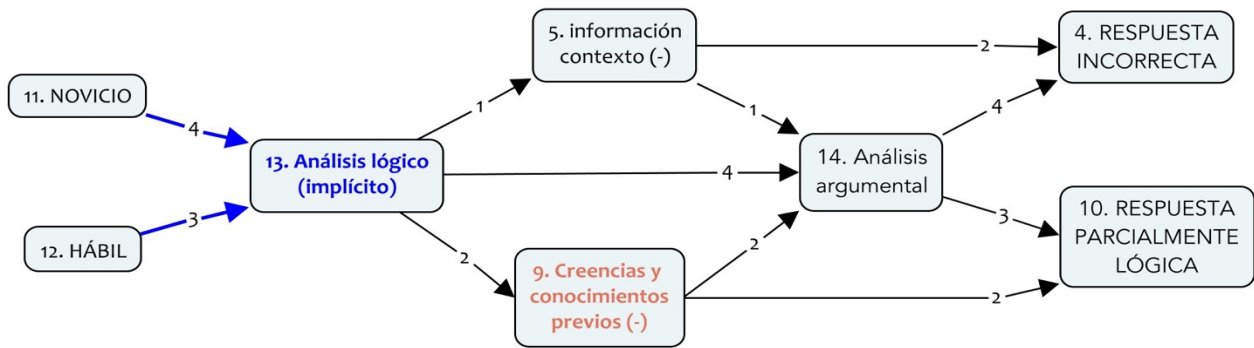 11. NOVICIO
4
12. HÁBIL
3
13. Análisis lógico
(implícito)
1
4
2
5. información
contexto (-)
2
1
9. Creencias y
conocimientos
previos (-)
2
2
14. Análisis
argumental
4
3
4. RESPUESTA
INCORRECTA
10. RESPUESTA
PARCIALMENTE
LÓGICA